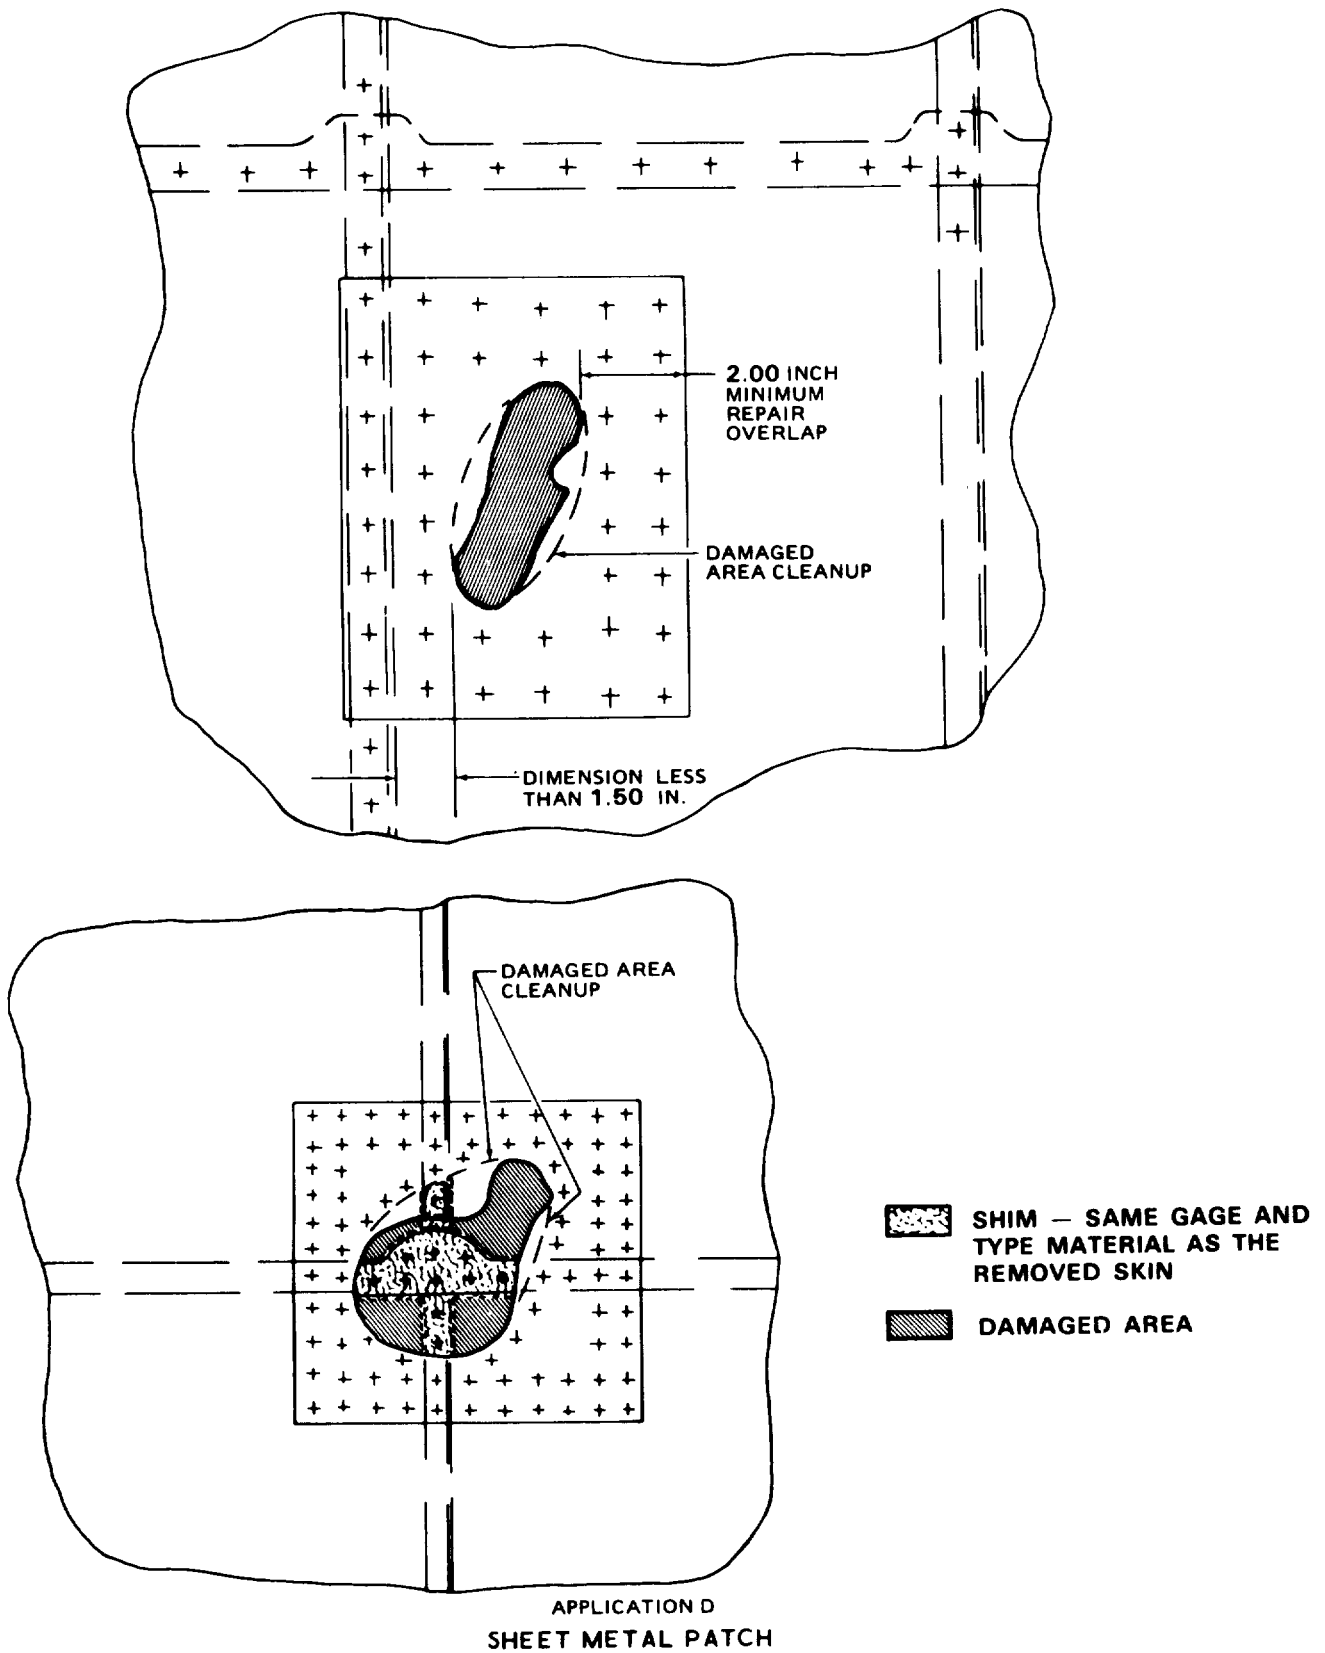 2.00 INCH
MINIMUM
REPAIR
OVERLAP
DAMAGED
AREA CLEANUP
DIMENSION LESS
THAN 1.50 IN.
DAMAGED AREA
CLEANUP
SHIM – SAME GAGE AND
TYPE MATERIAL AS THE
REMOVED SKIN
DAMAGED AREA
APPLICATION D
SHEET METAL PATCH